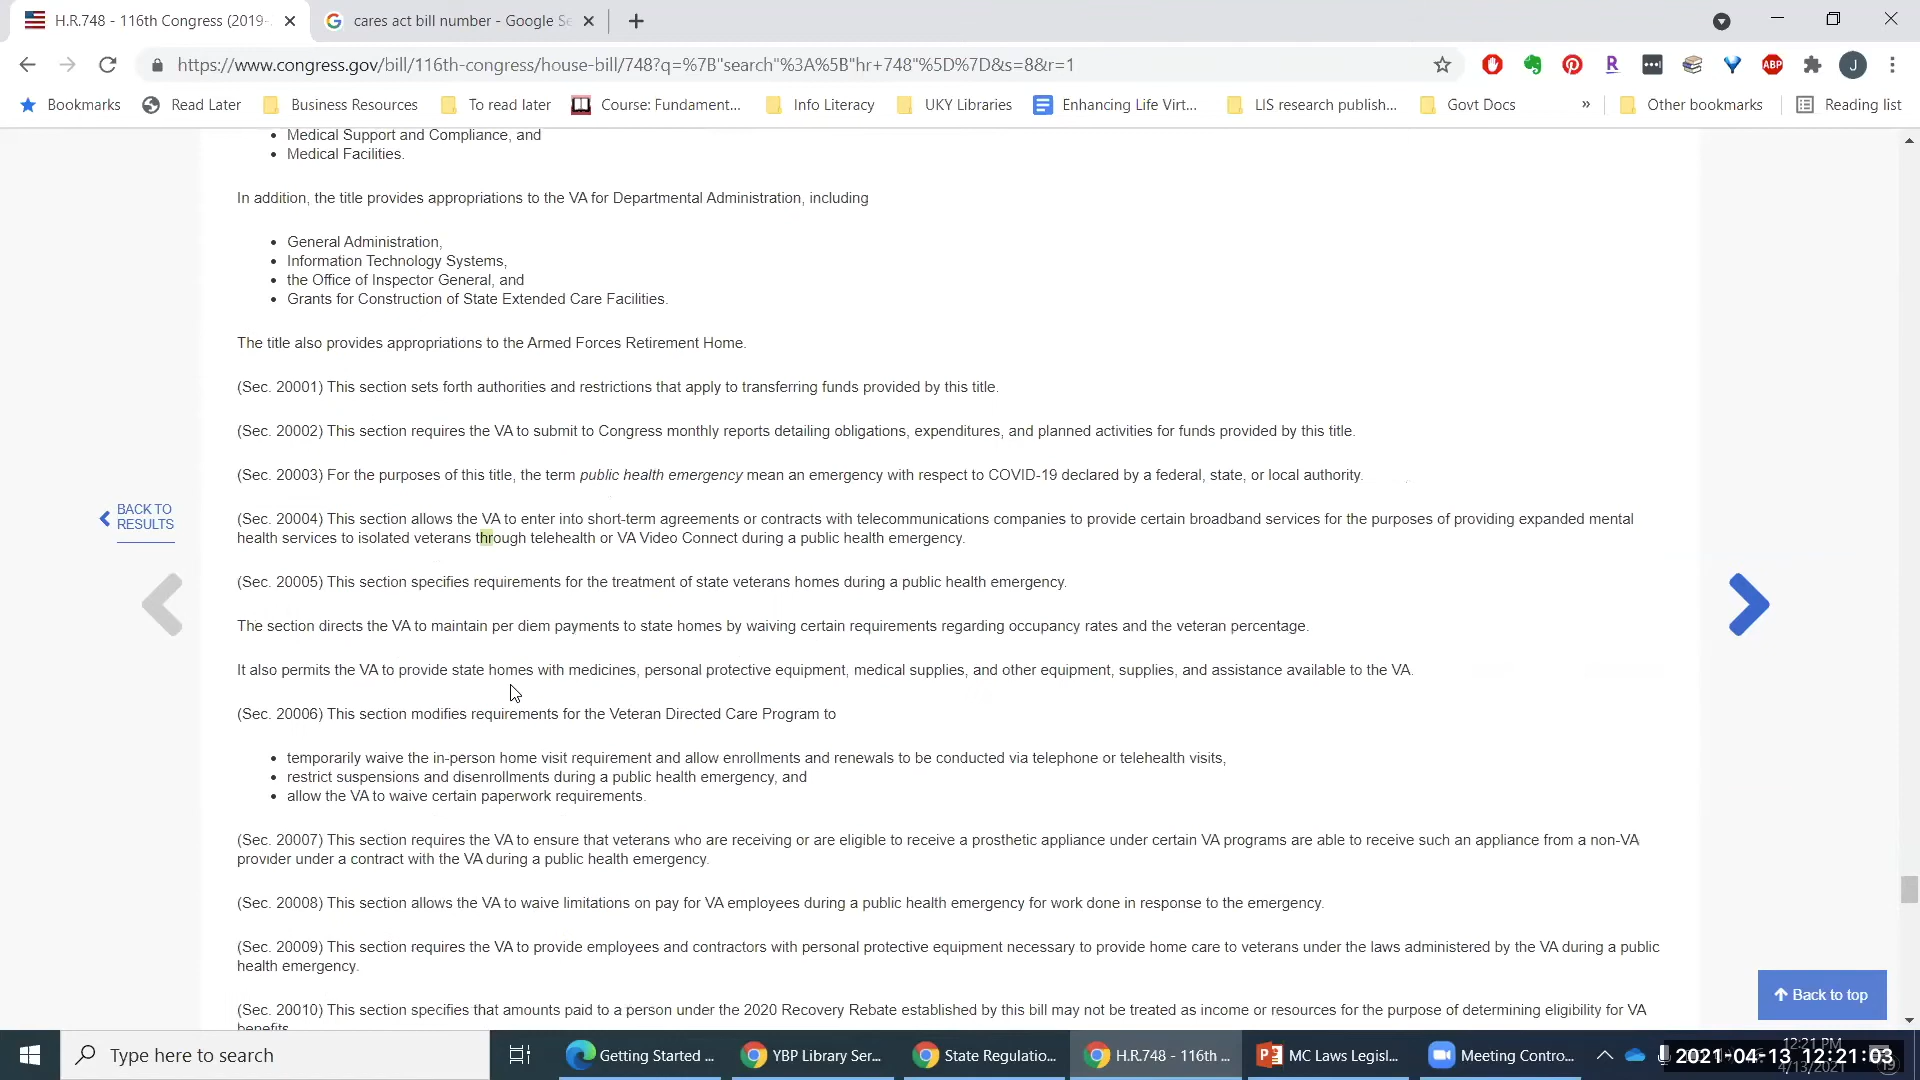 H.R.748 - 116th Congress (2019-
cares act bill number - Google Se
https://www.congress.gov/bill/116th-congress/house-bill/748?q=%7B"search"%3A%5B"hr+748"%5D%7D&s=8&r=1
R
ABP
J
Bookmarks
Read Later
Business Resources
To read later
Course: Fundament...
Info Literacy
UKY Libraries
Enhancing Life Virt...
LIS research publish...
Govt Docs
»
Other bookmarks
Reading list
• Medical Support and Compliance, and
• Medical Facilities.
In addition, the title provides appropriations to the VA for Departmental Administration, including
• General Administration,
• Information Technology Systems,
• the Office of Inspector General, and
• Grants for Construction of State Extended Care Facilities.
The title also provides appropriations to the Armed Forces Retirement Home.
(Sec. 20001) This section sets forth authorities and restrictions that apply to transferring funds provided by this title.
(Sec. 20002) This section requires the VA to submit to Congress monthly reports detailing obligations, expenditures, and planned activities for funds provided by this title.
(Sec. 20003) For the purposes of this title, the term public health emergency mean an emergency with respect to COVID-19 declared by a federal, state, or local authority.
BACK TO
RESULTS
(Sec. 20004) This section allows the VA to enter into short-term agreements or contracts with telecommunications companies to provide certain broadband services for the purposes of providing expanded mental
health services to isolated veterans through telehealth or VA Video Connect during a public health emergency.
(Sec. 20005) This section specifies requirements for the treatment of state veterans homes during a public health emergency.
The section directs the VA to maintain per diem payments to state homes by waiving certain requirements regarding occupancy rates and the veteran percentage.
It also permits the VA to provide state homes with medicines, personal protective equipment, medical supplies, and other equipment, supplies, and assistance available to the VA.
(Sec. 20006) This section modifies requirements for the Veteran Directed Care Program to
• temporarily waive the in-person home visit requirement and allow enrollments and renewals to be conducted via telephone or telehealth visits,
• restrict suspensions and disenrollments during a public health emergency, and
• allow the VA to waive certain paperwork requirements.
(Sec. 20007) This section requires the VA to ensure that veterans who are receiving or are eligible to receive a prosthetic appliance under certain VA programs are able to receive such an appliance from a non-VA
provider under a contract with the VA during a public health emergency.
(Sec. 20008) This section allows the VA to waive limitations on pay for VA employees during a public health emergency for work done in response to the emergency.
(Sec. 20009) This section requires the VA to provide employees and contractors with personal protective equipment necessary to provide home care to veterans under the laws administered by the VA during a public
health emergency.
(Sec. 20010) This section specifies that amounts paid to a person under the 2020 Recovery Rebate established by this bill may not be treated as income or resources for the purpose of determining eligibility for VA
benefits.
Back to top
Type here to search
Getting Started ...
YBP Library Ser...
State Regulatio...
H.R.748 - 116th ...
MC Laws Legisl...
Meeting Contro...
12:21 PM
2021-04-13 12:21:03
4/13/2021
19